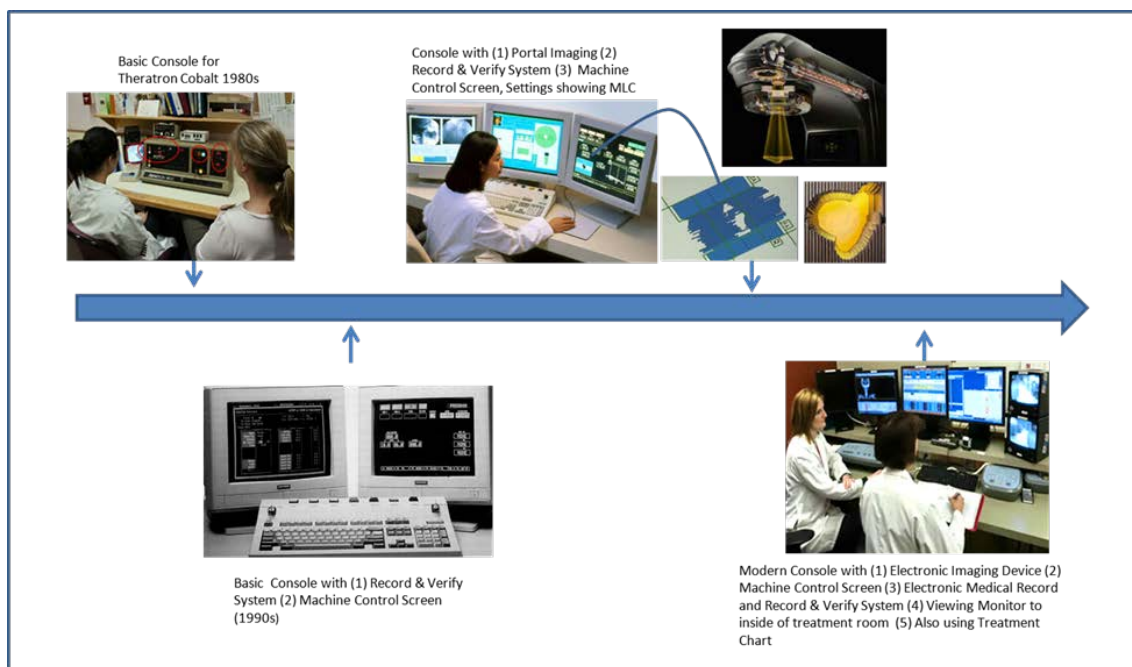 Basic Console for
Theratron Cobalt 1980s
Console with (1) Portal Imaging (2)
Record & Verify System (3) Machine
Control Screen, Settings showing MLC
Basic Console with (1) Record & Verify
System (2) Machine Control Screen
(1990s)
Modern Console with (1) Electronic Imaging Device (2)
Machine Control Screen (3) Electronic Medical Record
and Record & Verify System (4) Viewing Monitor to
inside of treatment room (5) Also using Treatment
Chart